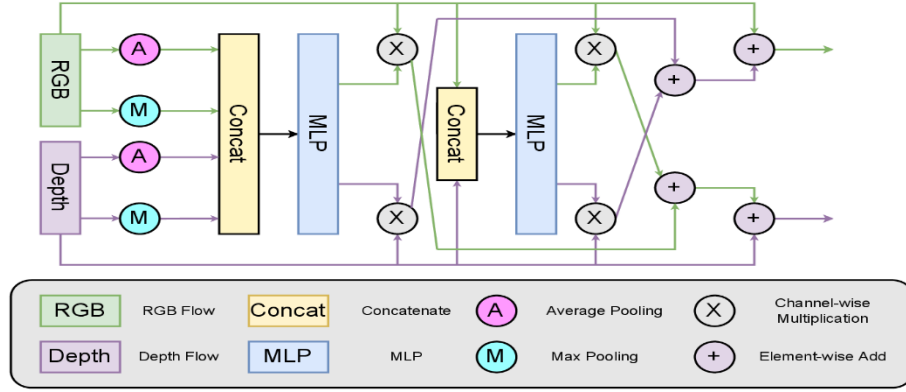 RGB
A
M
Depth
A
M
Concat
MLP
X
X
Concat
MLP
X
X
+
+
+
+
RGB RGB Flow Concat Concatenate A Average Pooling X Channel-wise
Multiplication
Depth Depth Flow MLP MLP M Max Pooling + Element-wise Add